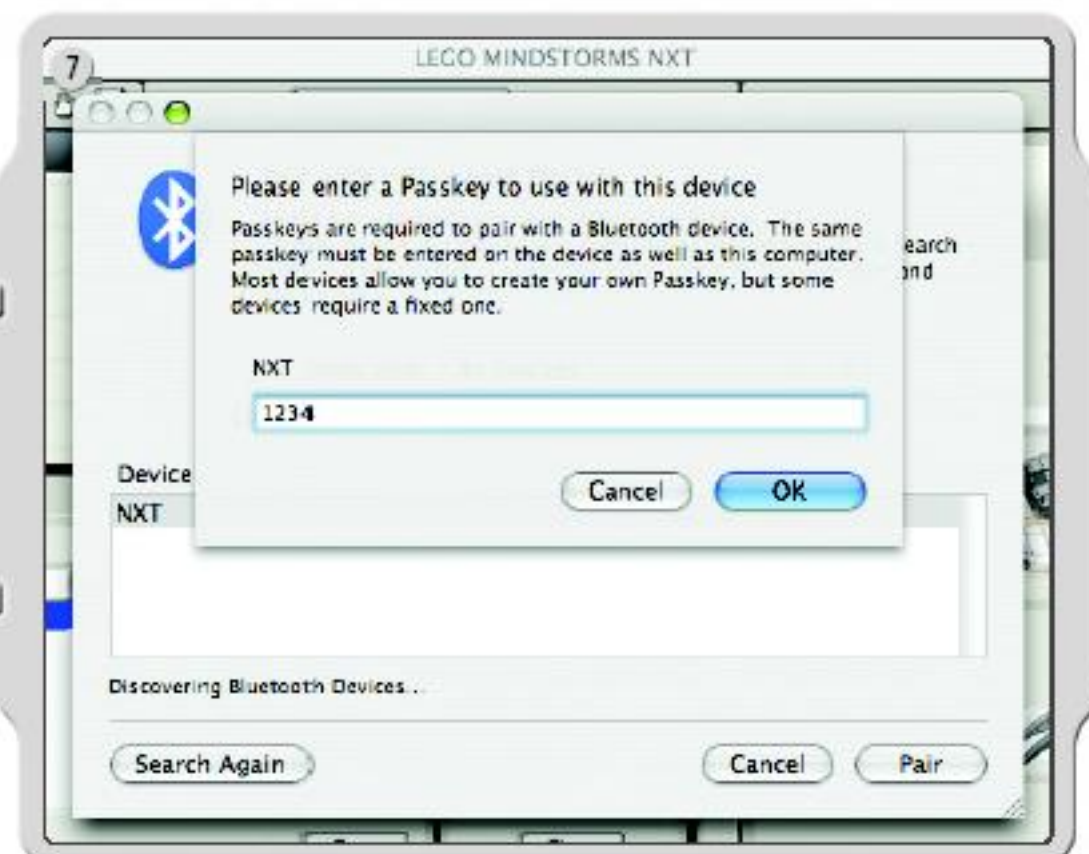 7
LEGO MINDSTORMS NXT
Please enter a Passkey to use with this device
Passkeys are required to pair with a Bluetooth device. The same
passkey must be entered on the device as well as this computer.
Most devices allow you to create your own Passkey, but some
devices require a fixed one.
earch
and
NXT
1234
Cancel OK
Device
NXT
Discovering Bluetooth Devices...
Search Again Cancel Pair